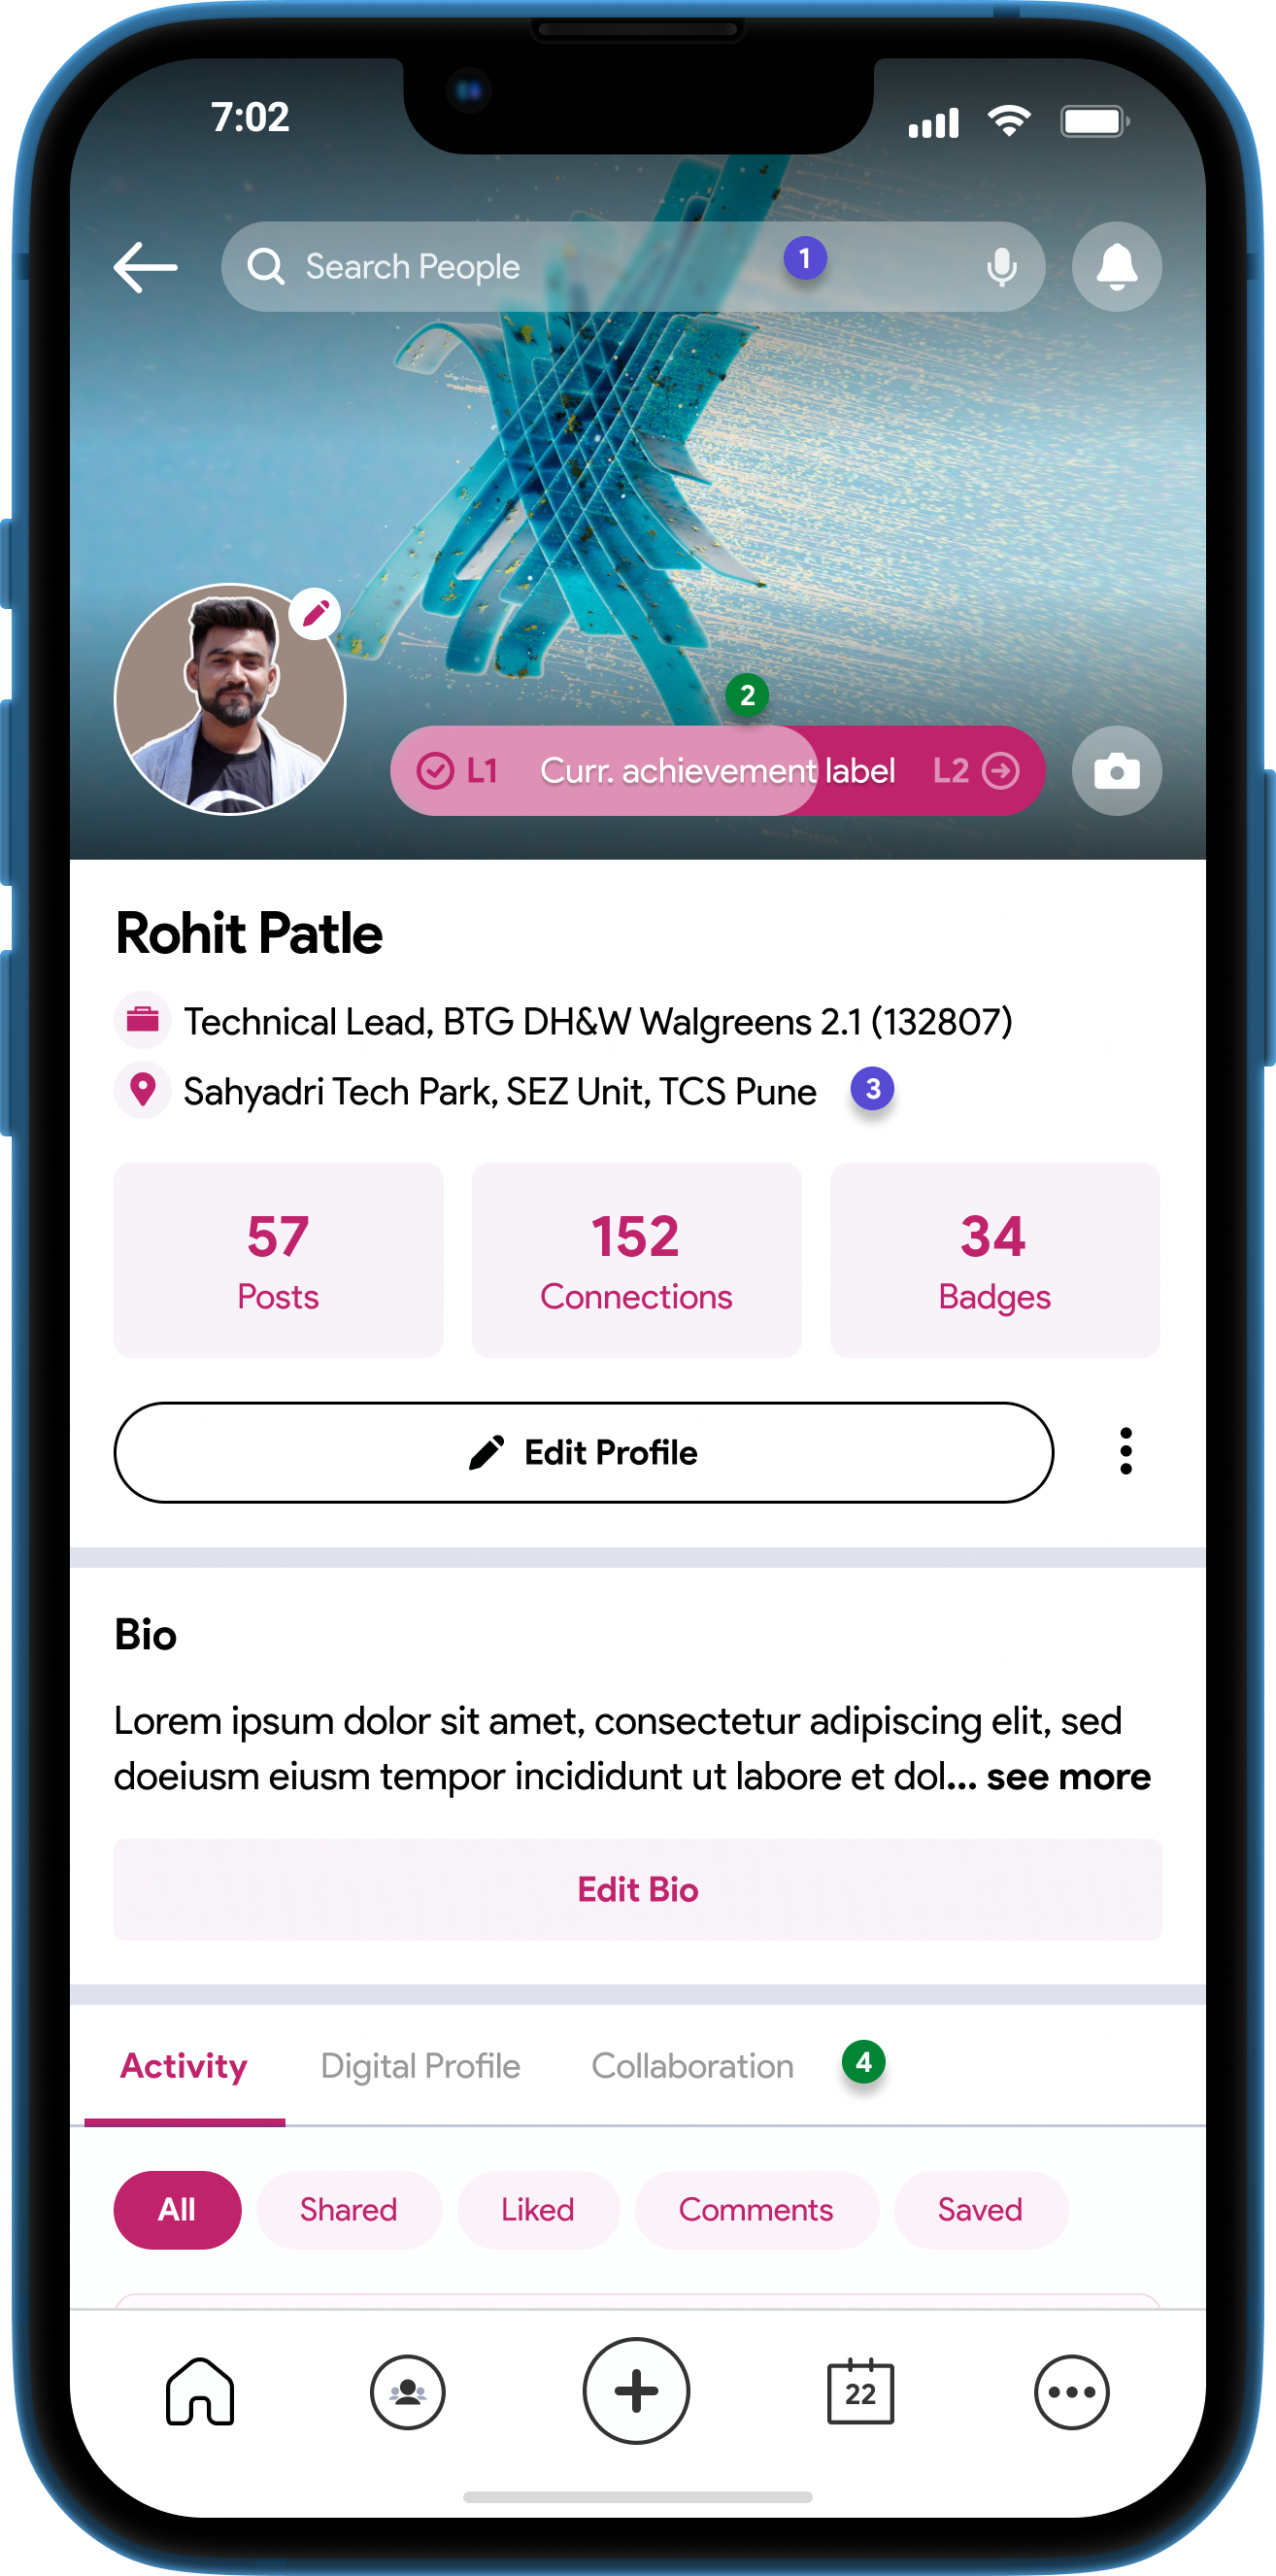 7:02
Search People
1
2
L1 Curr. achievement label L2
Rohit Patle
Technical Lead, BTG DH&W Walgreens 2.1 (132807)
Sahyadri Tech Park, SEZ Unit, TCS Pune 3
57 152 34
Posts Connections Badges
Edit Profile
Bio
Lorem ipsum dolor sit amet, consectetur adipiscing elit, sed
doeiusm eiusm tempor incididunt ut labore et dol... see more
Edit Bio
Activity Digital Profile Collaboration 4
All Shared Liked Comments Saved
22